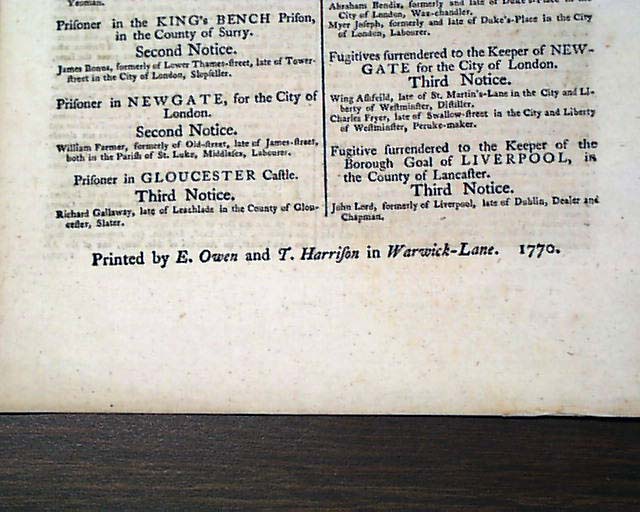 Yeoman.
Prisoner in the KING's BENCH Prison,
in the County of Surry.
Second Notice.
James Bonus, formerly of Lower Thames-street, late of Tower-
street in the City of London, Slopseller.
Prisoner in NEWGATE, for the City of
London.
Second Notice.
William Farmer, formerly of Old-street, late of James-street,
both in the Parish of St. Luke, Middlesex, Labourer.
Prisoner in GLOUCESTER Castle.
Third Notice.
Richard Gallaway, late of Leachlade in the County of Glou-
cester, Slater.
Abraham Bendix, formerly and late of Duke's-Place in the
City of London, Wax-chandler.
Myer Joseph, formerly and late of Duke's-Place in the City
of London, Labourer.
Fugitives surrendered to the Keeper of NEW-
GATE for the City of London.
Third Notice.
Wing Ashfeild, late of St. Martin's-Lane in the City and Li-
berty of Westminster, Distiller.
Charles Fryer, late of Swallow-street in the City and Liberty
of Westminster, Peruke-maker.
Fugitive surrendered to the Keeper of the
Borough Goal of LIVERPOOL, in
the County of Lancaster.
Third Notice.
John Lord, formerly of Liverpool, late of Dublin, Dealer and
Chapman.
Printed by E. Owen and T. Harrison in Warwick-Lane. 1770.